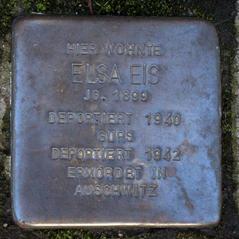 HIER WOHNTE
ELSA EIS
JG. 1899
DEPORTIERT 1940
GURS
DEPORTIERT 1942
ERMORDET IN
AUSCHWITZ